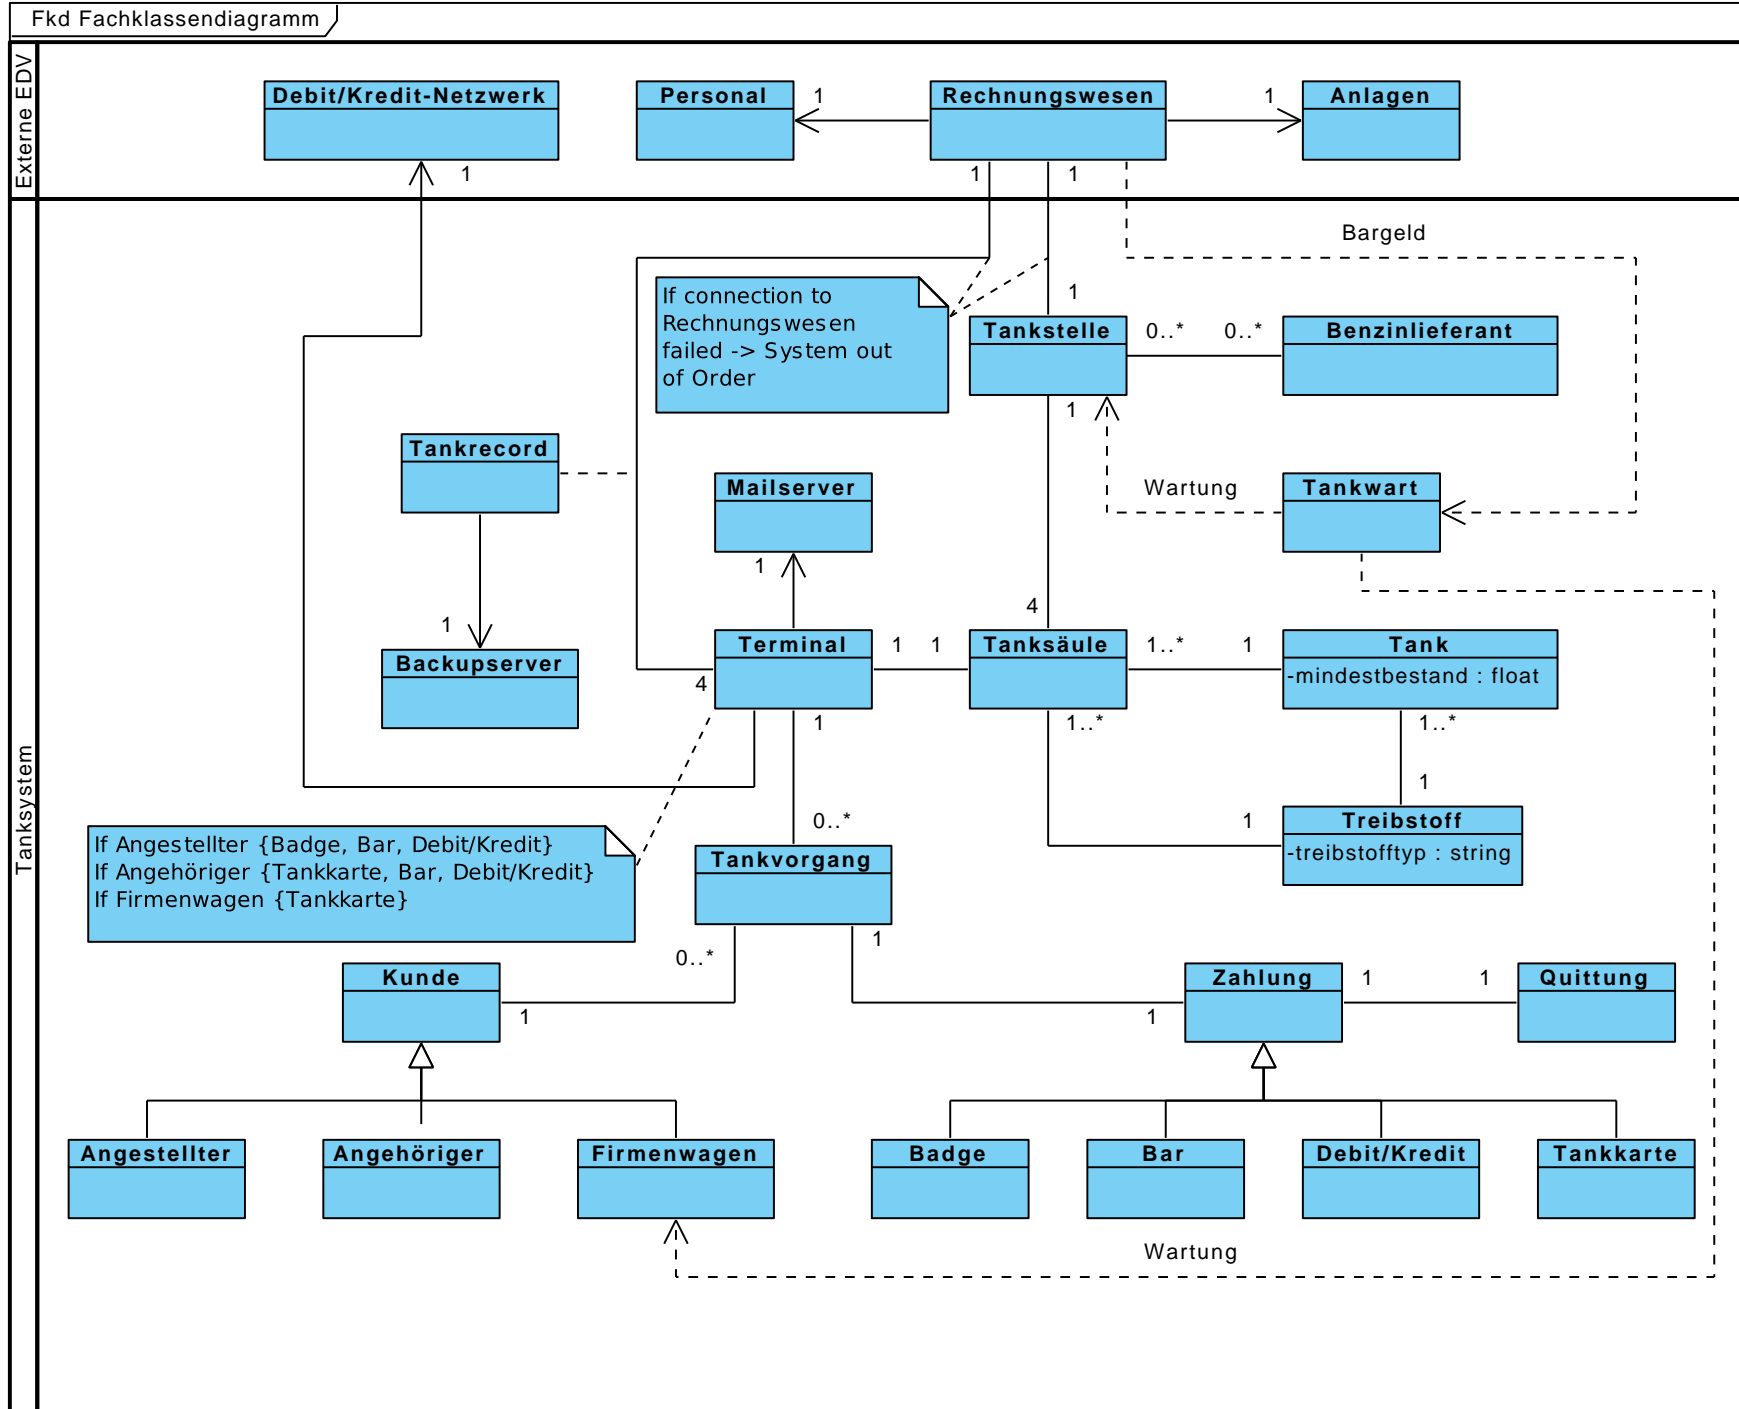 Fkd Fachklassendiagramm
Externe EDV
Debit/Kredit-Netzwerk
Personal
1
Rechnungswesen
1
Anlagen
1
1
1
Bargeld
If connection to
Rechnungswesen
failed -> System out
of Order
1
Tankstelle
0..*
0..*
Benzinlieferant
1
Tankrecord
Mailserver
Wartung
Tankwart
1
4
1
Backupserver
Terminal
1
1
Tanksäule
1..*
1
Tank
-mindestbestand : float
4
1
1..*
1..*
Tanksystem
1
0..*
1
Treibstoff
-treibstofftyp : string
If Angestellter {Badge, Bar, Debit/Kredit}
If Angehöriger {Tankkarte, Bar, Debit/Kredit}
If Firmenwagen {Tankkarte}
Tankvorgang
0..*
1
Kunde
1
1
Zahlung
1
1
Quittung
Angestellter
Angehöriger
Firmenwagen
Badge
Bar
Debit/Kredit
Tankkarte
Wartung